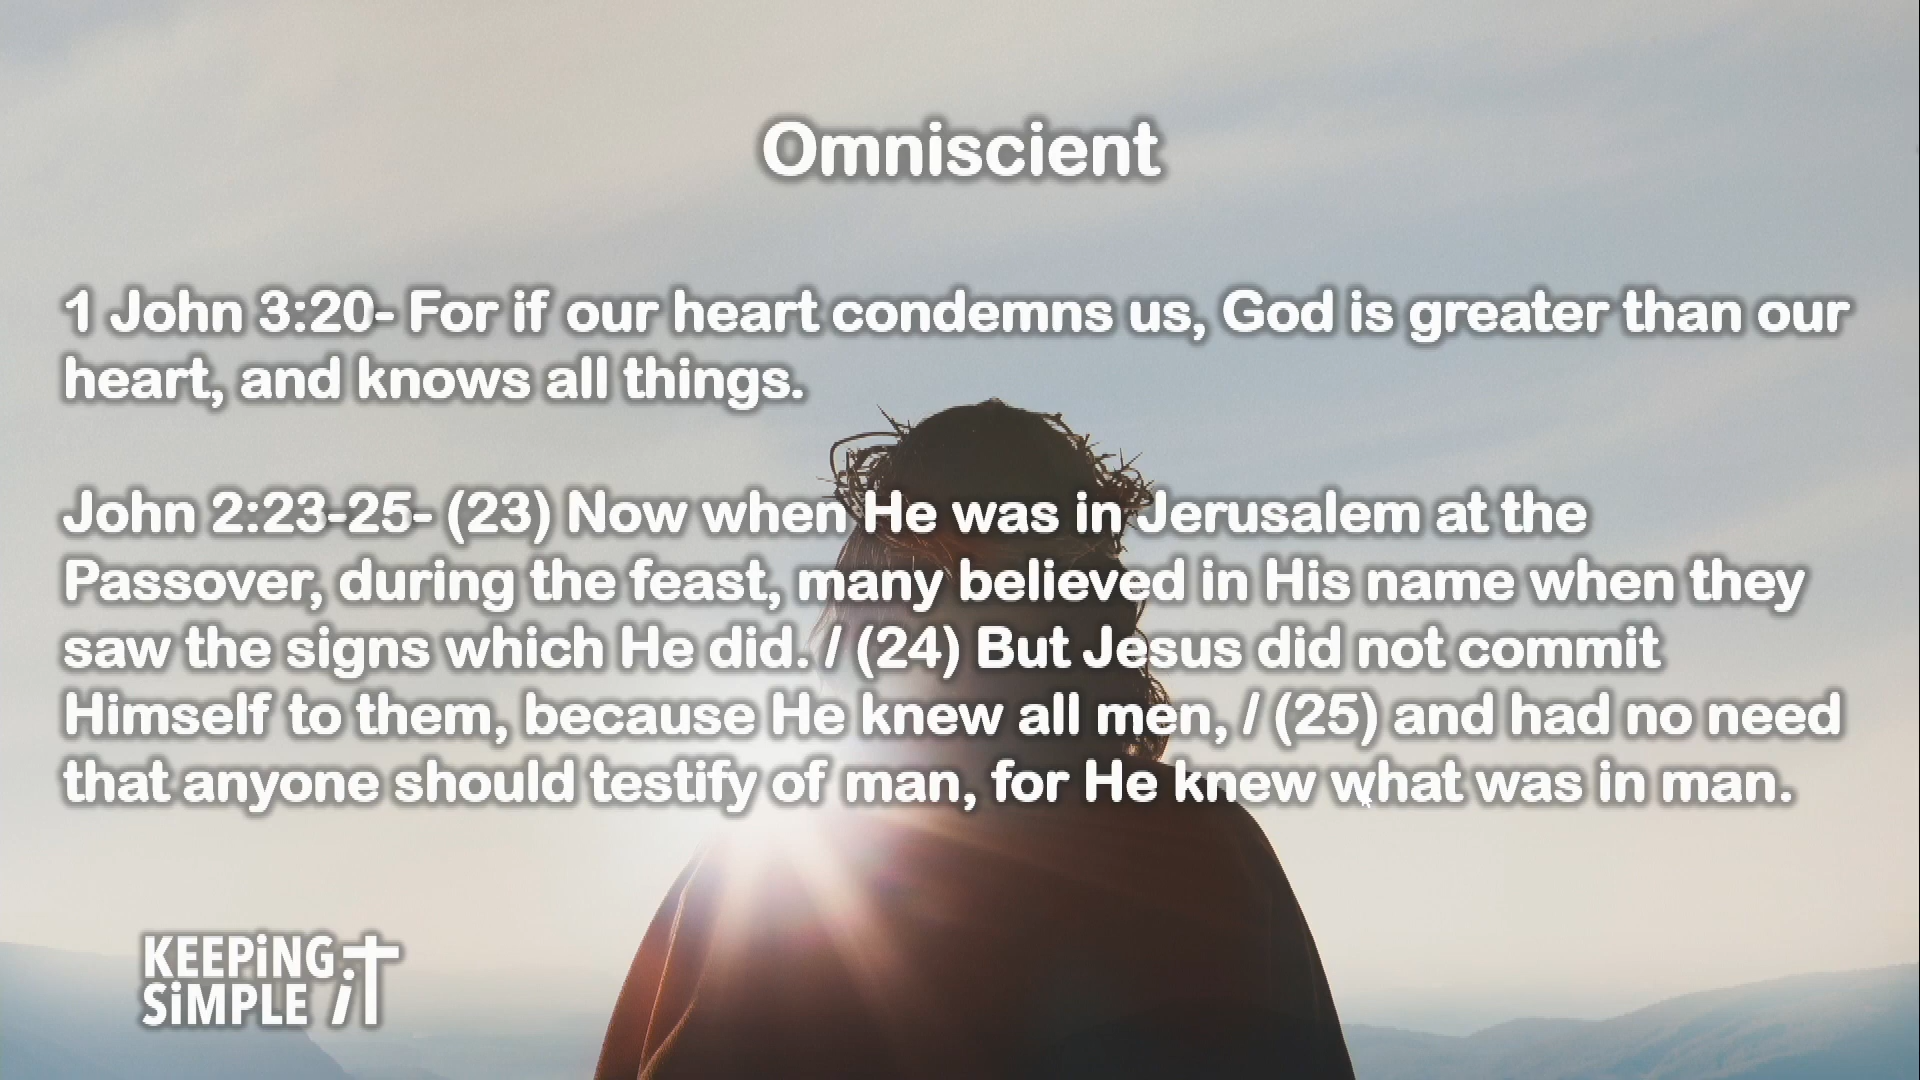 Omniscient
1 John 3:20- For if our heart condemns us, God is greater than our
heart, and knows all things.
John 2:23-25- (23) Now when He was in Jerusalem at the
Passover, during the feast, many believed in His name when they
saw the signs which He did. / (24) But Jesus did not commit
Himself to them, because He knew all men, / (25) and had no need
that anyone should testify of man, for He knew what was in man.
KEEPiNG
SiMPLE iT